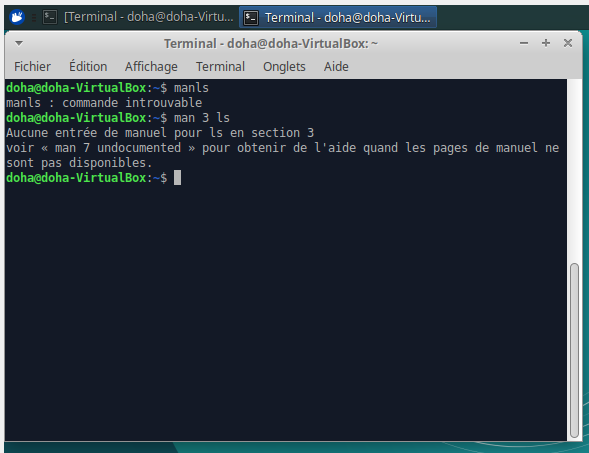 [Terminal - doha@doha-Virtu... Terminal - doha@doha-Virtu...
Terminal - doha@doha-VirtualBox: ~
Fichier Édition Affichage Terminal Onglets Aide
doha@doha-VirtualBox:~$ manls
manls : commande introuvable
doha@doha-VirtualBox:~$ man 3 ls
Aucune entrée de manuel pour ls en section 3
voir « man 7 undocumented » pour obtenir de l'aide quand les pages de manuel ne
sont pas disponibles.
doha@doha-VirtualBox:~$